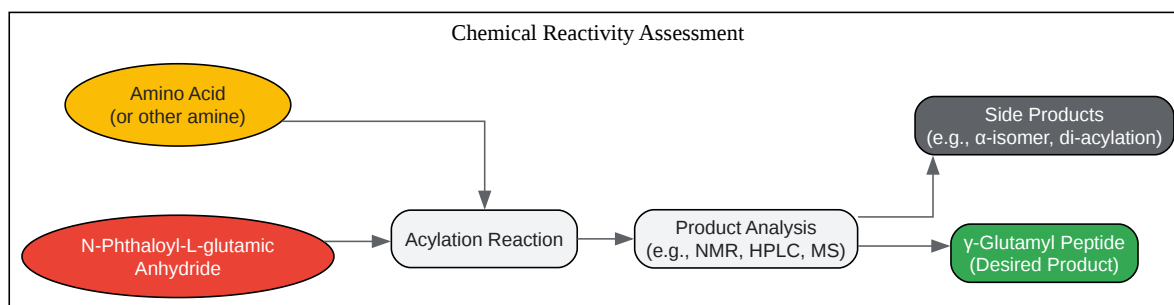 Chemical Reactivity Assessment
Amino Acid
(or other amine)
Side Products
(e.g., α-isomer, di-acylation)
N-Phthaloyl-L-glutamic
Anhydride
Acylation Reaction
Product Analysis
(e.g., NMR, HPLC, MS)
γ-Glutamyl Peptide
(Desired Product)